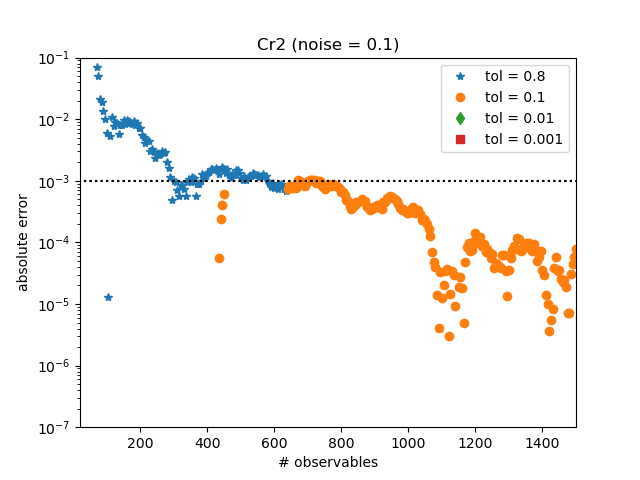 Cr2 (noise = 0.1)
10⁻¹
10⁻²
10⁻³
10⁻⁴
10⁻⁵
10⁻⁶
10⁻⁷
absolute error
tol = 0.8
tol = 0.1
tol = 0.01
tol = 0.001
200 400 600 800 1000 1200 1400
# observables